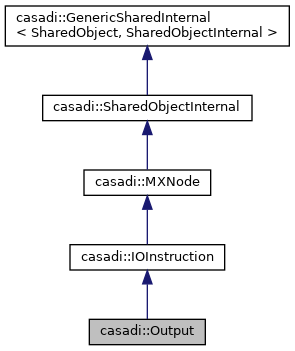 casadi::GenericSharedInternal
< SharedObject, SharedObjectInternal >
casadi::SharedObjectInternal
casadi::MXNode
casadi::IOInstruction
casadi::Output